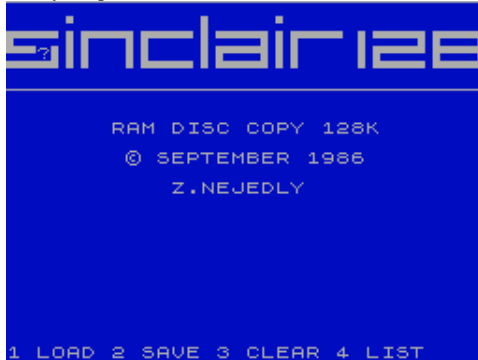 sinclair 128
?
RAM DISC COPY 128K
© SEPTEMBER 1986
Z.NEJEDLY
1 LOAD 2 SAVE 3 CLEAR 4 LIST